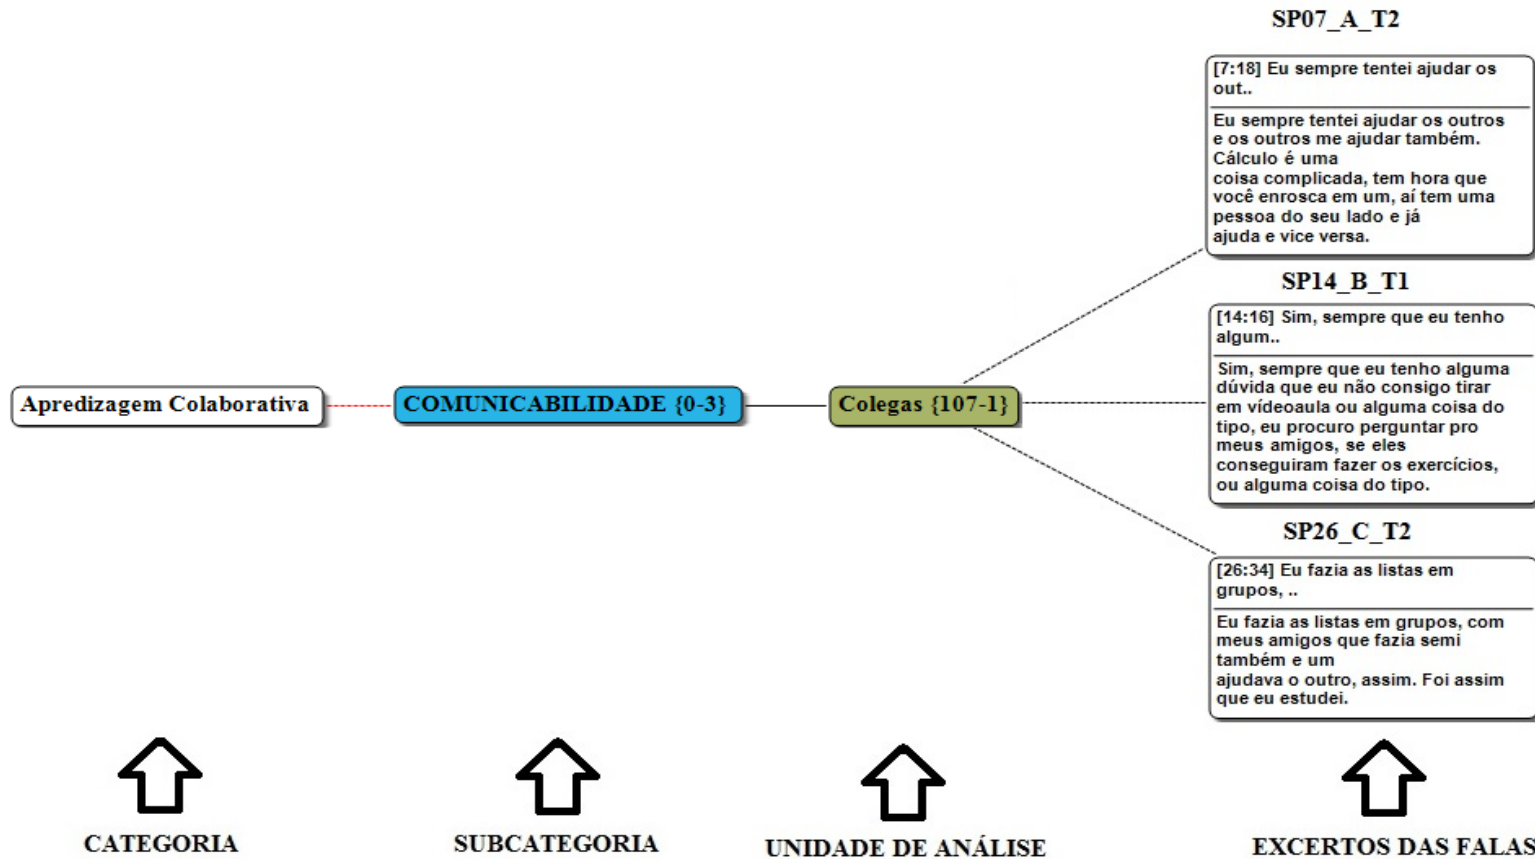 SP07_A_T2
[7:18] Eu sempre tentei ajudar os
out..
Eu sempre tentei ajudar os outros
e os outros me ajudar também.
Cálculo é uma
coisa complicada, tem hora que
você enrosca em um, aí tem uma
pessoa do seu lado e já
ajuda e vice versa.
SP14_B_T1
[14:16] Sim, sempre que eu tenho
algum..
Sim, sempre que eu tenho alguma
dúvida que eu não consigo tirar
em vídeoaula ou alguma coisa do
tipo, eu procuro perguntar pro
meus amigos, se eles
conseguiram fazer os exercícios,
ou alguma coisa do tipo.
Apredizagem Colaborativa
COMUNICABILIDADE {0-3}
Colegas {107-1}
SP26_C_T2
[26:34] Eu fazia as listas em
grupos, ..
Eu fazia as listas em grupos, com
meus amigos que fazia semi
também e um
ajudava o outro, assim. Foi assim
que eu estudei.
CATEGORIA
SUBCATEGORIA
UNIDADE DE ANÁLISE
EXCERTOS DAS FALAS